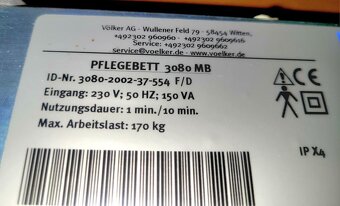 Völker AG - Wullener Feld 79 - 58454 Witten.
+492302 960960 - +492302 9609616
Service: +492302 9609662
service@voelker.de - www.voelker.de
PFLEGEBETT 3080 MB
ID-Nr. 3080-2002-37-554 F/D
Eingang: 230 V; 50 HZ; 150 VA
Nutzungsdauer: 1 min./10 min.
Max. Arbeitslast: 170 kg
CE
IP X4